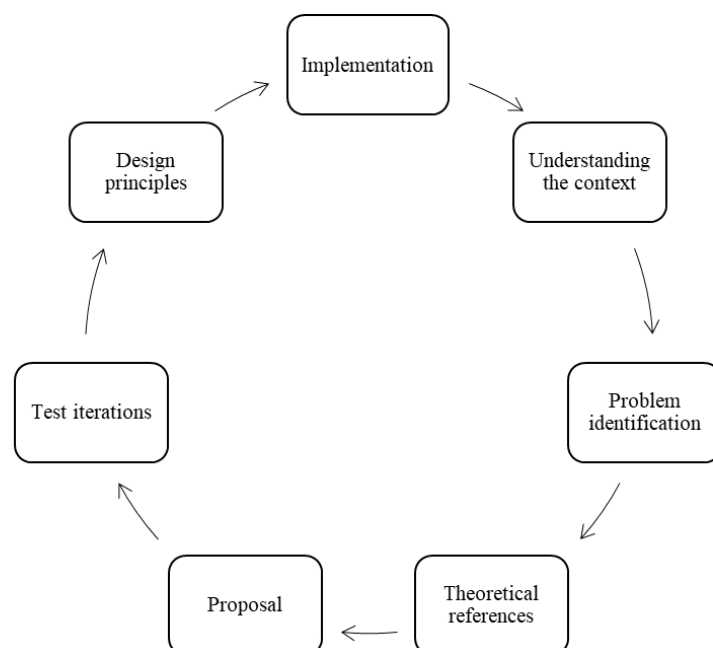 Implementation
Understanding
the context
Problem
identification
Theoretical
references
Proposal
Test iterations
Design
principles